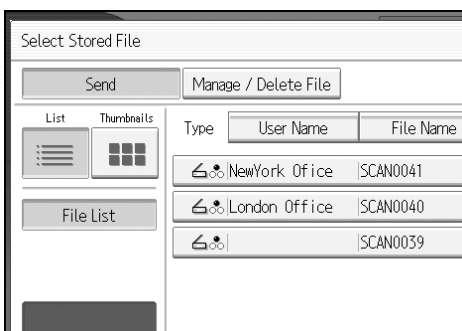 Select Stored File
Send
Manage / Delete File
List
Thumbnails
Type
User Name
File Name
NewYork Ofice
SCAN0041
London Office
SCAN0040
File List
SCAN0039